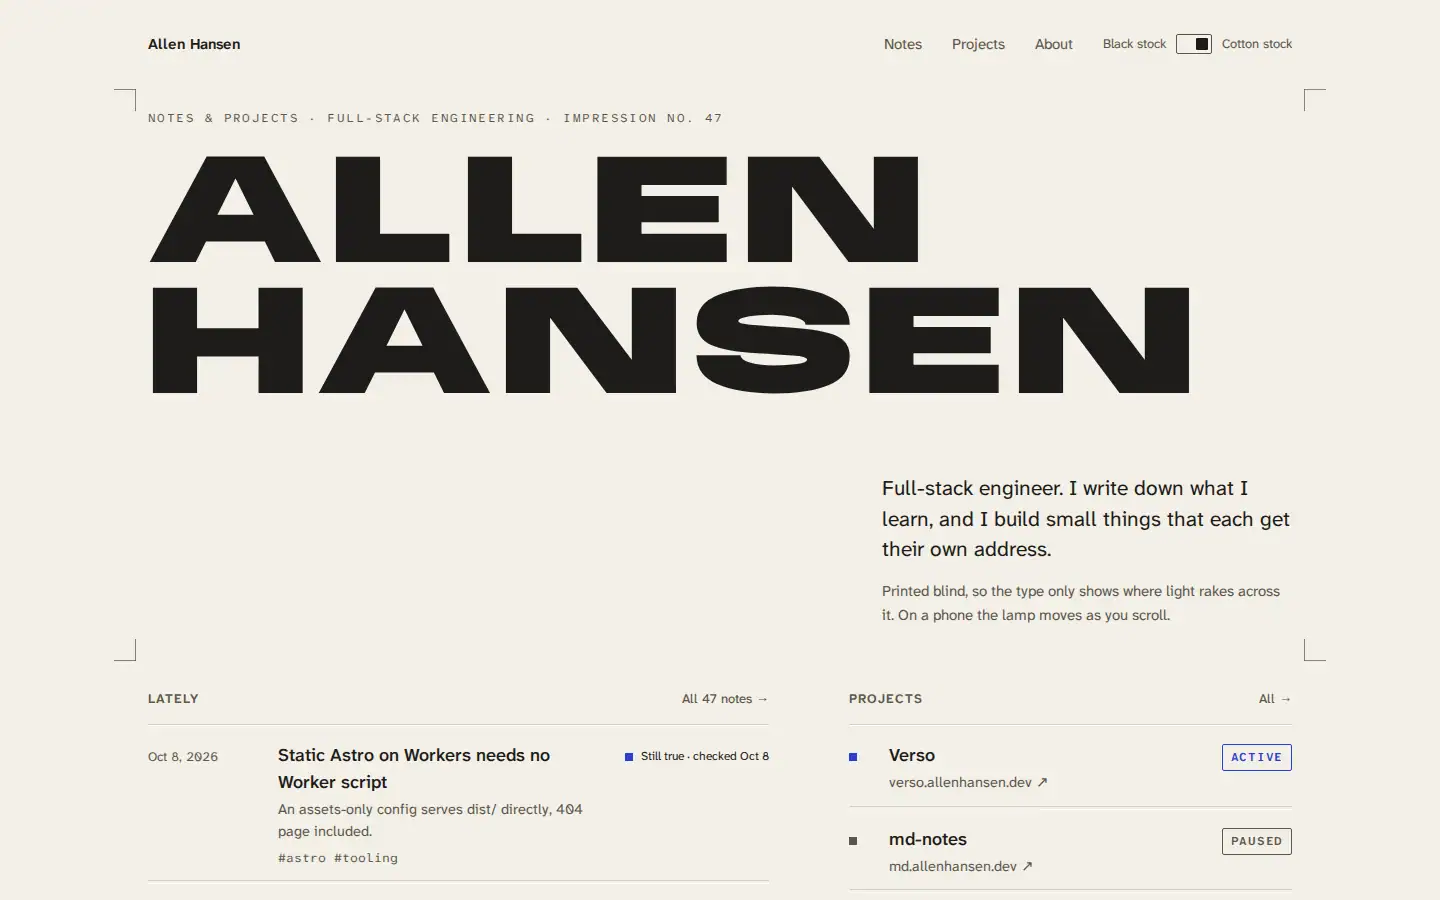 Allen Hansen
Notes Projects About Black stock Cotton stock
NOTES & PROJECTS · FULL-STACK ENGINEERING · IMPRESSION NO. 47
ALLEN
HANSEN
Full-stack engineer. I write down what I
learn, and I build small things that each get
their own address.
Printed blind, so the type only shows where light rakes across
it. On a phone the lamp moves as you scroll.
LATELY
All 47 notes →
Oct 8, 2026
Static Astro on Workers needs no
Worker script
An assets-only config serves dist/ directly, 404
page included.
#astro #tooling
Still true · checked Oct 8
PROJECTS
All →
Verso
verso.allenhansen.dev ↗
ACTIVE
md-notes
md.allenhansen.dev ↗
PAUSED